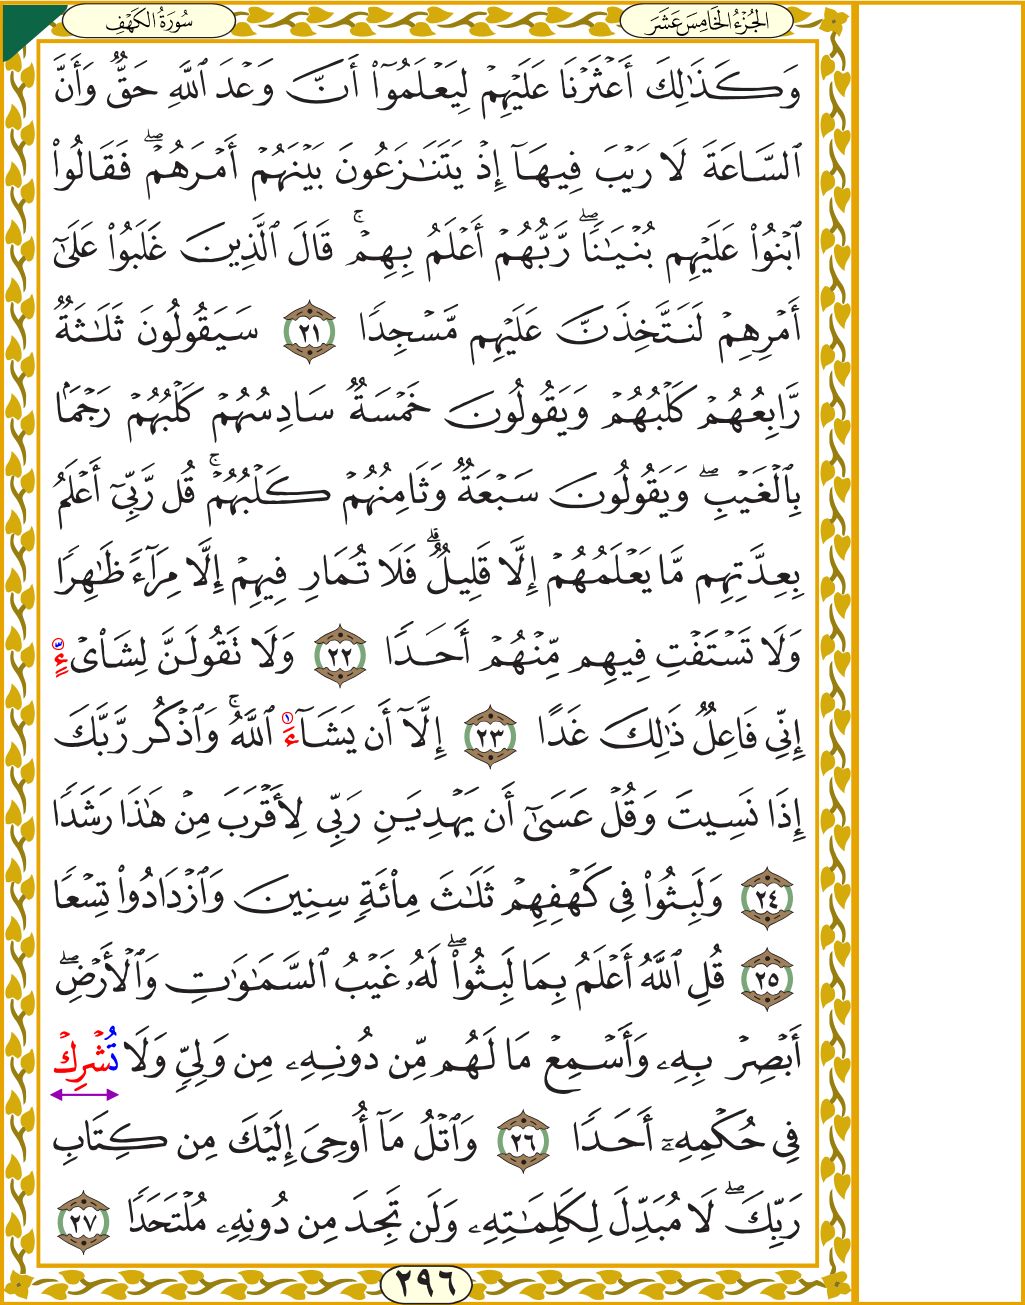 الجُزْءُ الْخَامِسَ عَشَرَ
سُورَةُ الكَهْفِ
وَكَذَٰلِكَ أَعْثَرْنَا عَلَيْهِمْ لِيَعْلَمُوٓا۟ أَنَّ وَعْدَ ٱللَّهِ حَقٌّ وَأَنَّ
ٱلسَّاعَةَ لَا رَيْبَ فِيهَآ إِذْ يَتَنَٰزَعُونَ بَيْنَهُمْ أَمْرَهُمْ ۖ فَقَالُوا۟
ٱبْنُوا۟ عَلَيْهِم بُنْيَٰنًا ۖ رَّبُّهُمْ أَعْلَمُ بِهِمْ ۚ قَالَ ٱلَّذِينَ غَلَبُوا۟ عَلَىٰٓ
أَمْرِهِمْ لَنَتَّخِذَنَّ عَلَيْهِم مَّسْجِدًا ٢١ سَيَقُولُونَ ثَلَٰثَةٌ
رَّابِعُهُمْ كَلْبُهُمْ وَيَقُولُونَ خَمْسَةٌ سَادِسُهُمْ كَلْبُهُمْ رَجْمًۢا
بِٱلْغَيْبِ ۖ وَيَقُولُونَ سَبْعَةٌ وَثَامِنُهُمْ كَلْبُهُمْ ۚ قُل رَّبِّىٓ أَعْلَمُ
بِعِدَّتِهِم مَّا يَعْلَمُهُمْ إِلَّا قَلِيلٌ ۗ فَلَا تُمَارِ فِيهِمْ إِلَّا مِرَآءً ظَٰهِرًا
وَلَا تَسْتَفْتِ فِيهِم مِّنْهُمْ أَحَدًا ٢٢ وَلَا تَقُولَنَّ لِشَا۟ىْءٍ
إِنِّى فَاعِلٌ ذَٰلِكَ غَدًا ٢٣ إِلَّآ أَن يَشَآءَ ٱللَّهُ ۚ وَٱذْكُر رَّبَّكَ
إِذَا نَسِيتَ وَقُلْ عَسَىٰٓ أَن يَهْدِيَنِ رَبِّى لِأَقْرَبَ مِنْ هَٰذَا رَشَدًا
٢٤ وَلَبِثُوا۟ فِى كَهْفِهِمْ ثَلَٰثَ مِا۟ئَةٍ سِنِينَ وَٱزْدَادُوا۟ تِسْعًا
٢٥ قُلِ ٱللَّهُ أَعْلَمُ بِمَا لَبِثُوا۟ ۖ لَهُۥ غَيْبُ ٱلسَّمَٰوَٰتِ وَٱلْأَرْضِ ۖ
أَبْصِرْ بِهِۦ وَأَسْمِعْ مَا لَهُم مِّن دُونِهِۦ مِن وَلِىٍّ وَلَا تُشْرِكْ
فِى حُكْمِهِۦٓ أَحَدًا ٢٦ وَٱتْلُ مَآ أُوحِىَ إِلَيْكَ مِن كِتَابِ
رَبِّكَ ۖ لَا مُبَدِّلَ لِكَلِمَٰتِهِۦ وَلَن تَجِدَ مِن دُونِهِۦ مُلْتَحَدًا ٢٧
٢٩٦